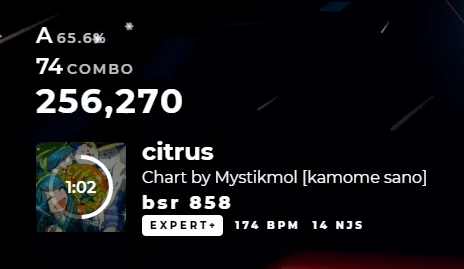 A 65.6%
74 COMBO
256,270
1:02
citrus
Chart by Mystikmol [kamome sano]
bsr 858
EXPERT+ 174 BPM 14 NJS